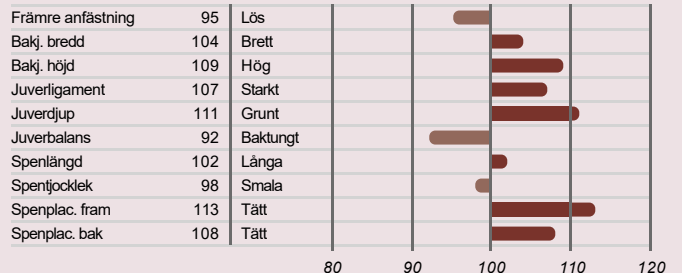 Främre anfästning 95 Lös
Bakj. bredd 104 Brett
Bakj. höjd 109 Hög
Juverligament 107 Starkt
Juverdjup 111 Grunt
Juverbalans 92 Baktungt
Spenlängd 102 Långa
Spentjocklek 98 Smala
Spenplac. fram 113 Tätt
Spenplac. bak 108 Tätt
80 90 100 110 120